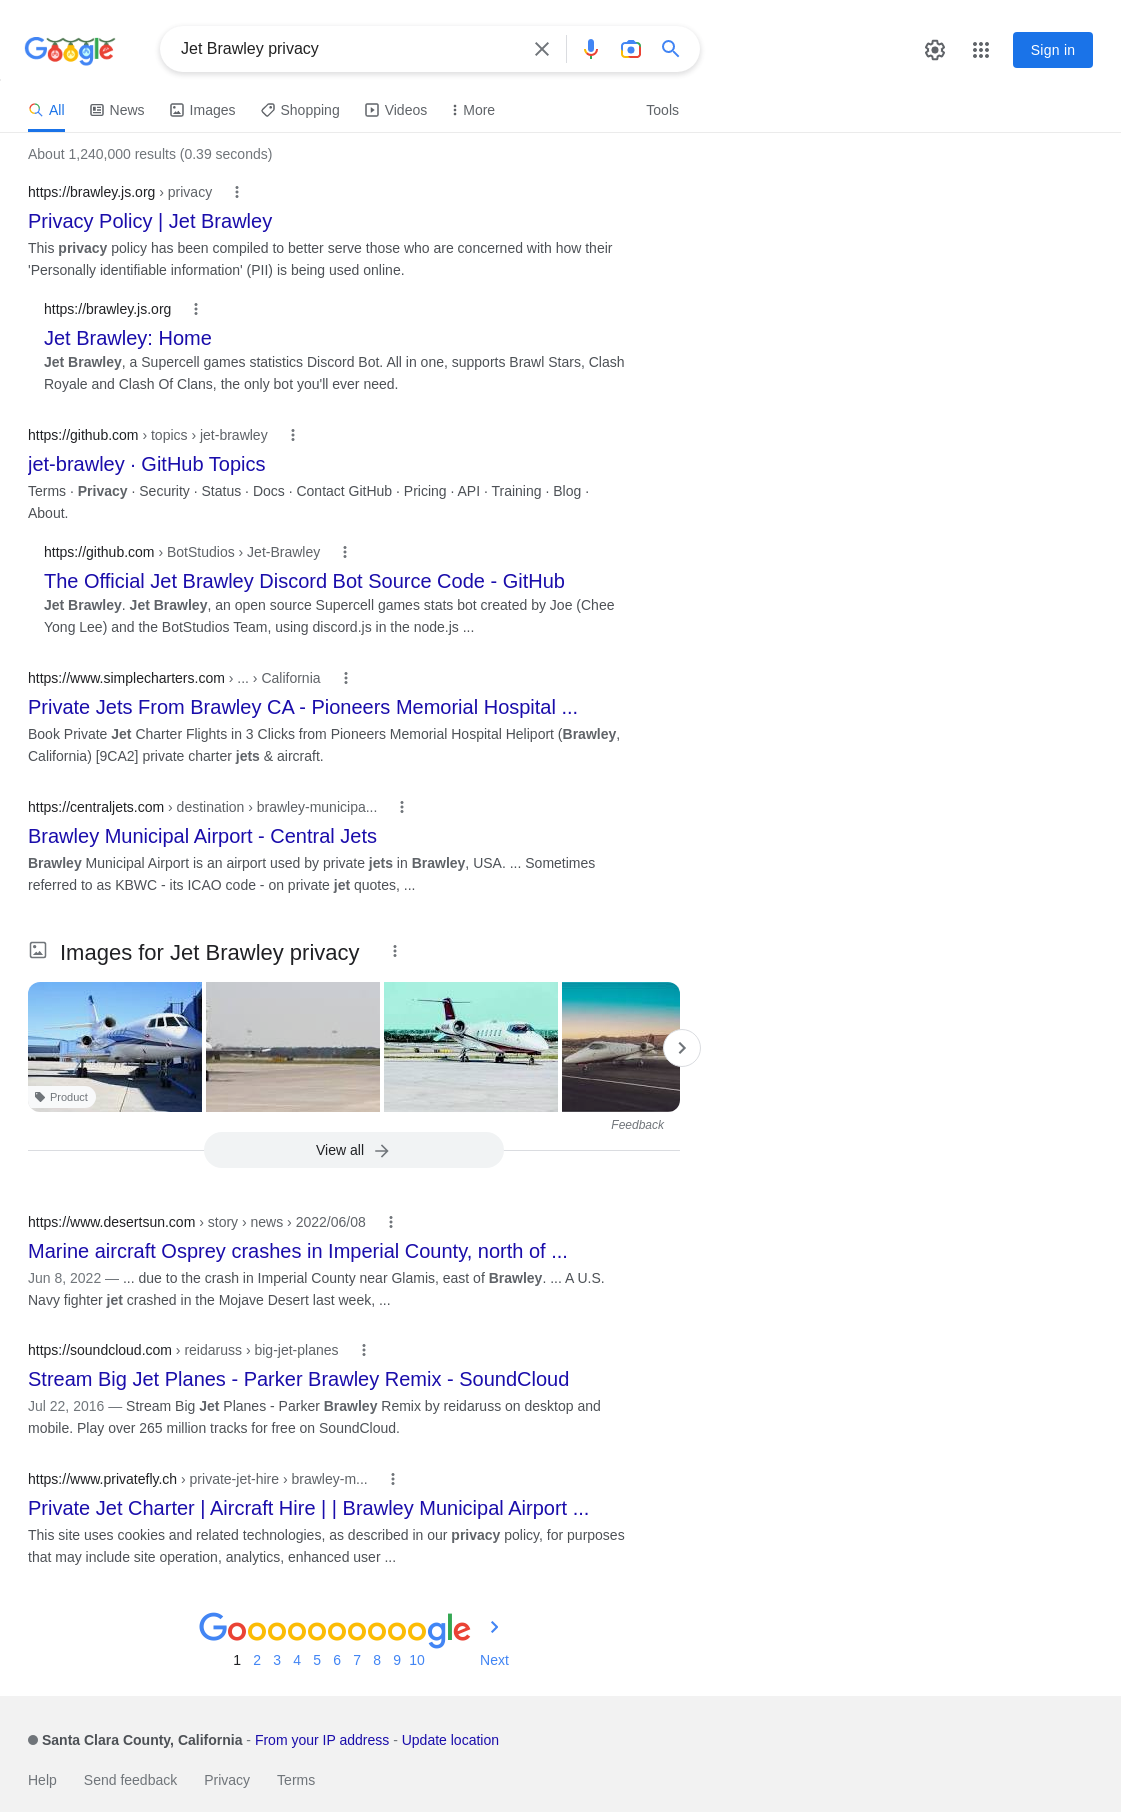 Google
Jet Brawley privacy
Sign in
All News Images Shopping Videos More Tools
About 1,240,000 results (0.39 seconds)
https://brawley.js.org › privacy
Privacy Policy | Jet Brawley
This privacy policy has been compiled to better serve those who are concerned with how their
'Personally identifiable information' (PII) is being used online.
https://brawley.js.org
Jet Brawley: Home
Jet Brawley, a Supercell games statistics Discord Bot. All in one, supports Brawl Stars, Clash
Royale and Clash Of Clans, the only bot you'll ever need.
https://github.com › topics › jet-brawley
jet-brawley · GitHub Topics
Terms · Privacy · Security · Status · Docs · Contact GitHub · Pricing · API · Training · Blog ·
About.
https://github.com › BotStudios › Jet-Brawley
The Official Jet Brawley Discord Bot Source Code - GitHub
Jet Brawley. Jet Brawley, an open source Supercell games stats bot created by Joe (Chee
Yong Lee) and the BotStudios Team, using discord.js in the node.js ...
https://www.simplecharters.com › ... › California
Private Jets From Brawley CA - Pioneers Memorial Hospital ...
Book Private Jet Charter Flights in 3 Clicks from Pioneers Memorial Hospital Heliport (Brawley,
California) [9CA2] private charter jets & aircraft.
https://centraljets.com › destination › brawley-municipa...
Brawley Municipal Airport - Central Jets
Brawley Municipal Airport is an airport used by private jets in Brawley, USA. ... Sometimes
referred to as KBWC - its ICAO code - on private jet quotes, ...
Images for Jet Brawley privacy
Product
Feedback
View all
https://www.desertsun.com › story › news › 2022/06/08
Marine aircraft Osprey crashes in Imperial County, north of ...
Jun 8, 2022 — ... due to the crash in Imperial County near Glamis, east of Brawley. ... A U.S.
Navy fighter jet crashed in the Mojave Desert last week, ...
https://soundcloud.com › reidaruss › big-jet-planes
Stream Big Jet Planes - Parker Brawley Remix - SoundCloud
Jul 22, 2016 — Stream Big Jet Planes - Parker Brawley Remix by reidaruss on desktop and
mobile. Play over 265 million tracks for free on SoundCloud.
https://www.privatefly.ch › private-jet-hire › brawley-m...
Private Jet Charter | Aircraft Hire | | Brawley Municipal Airport ...
This site uses cookies and related technologies, as described in our privacy policy, for purposes
that may include site operation, analytics, enhanced user ...
Goooooooooogle
1 2 3 4 5 6 7 8 9 10 Next
Santa Clara County, California - From your IP address - Update location
Help Send feedback Privacy Terms